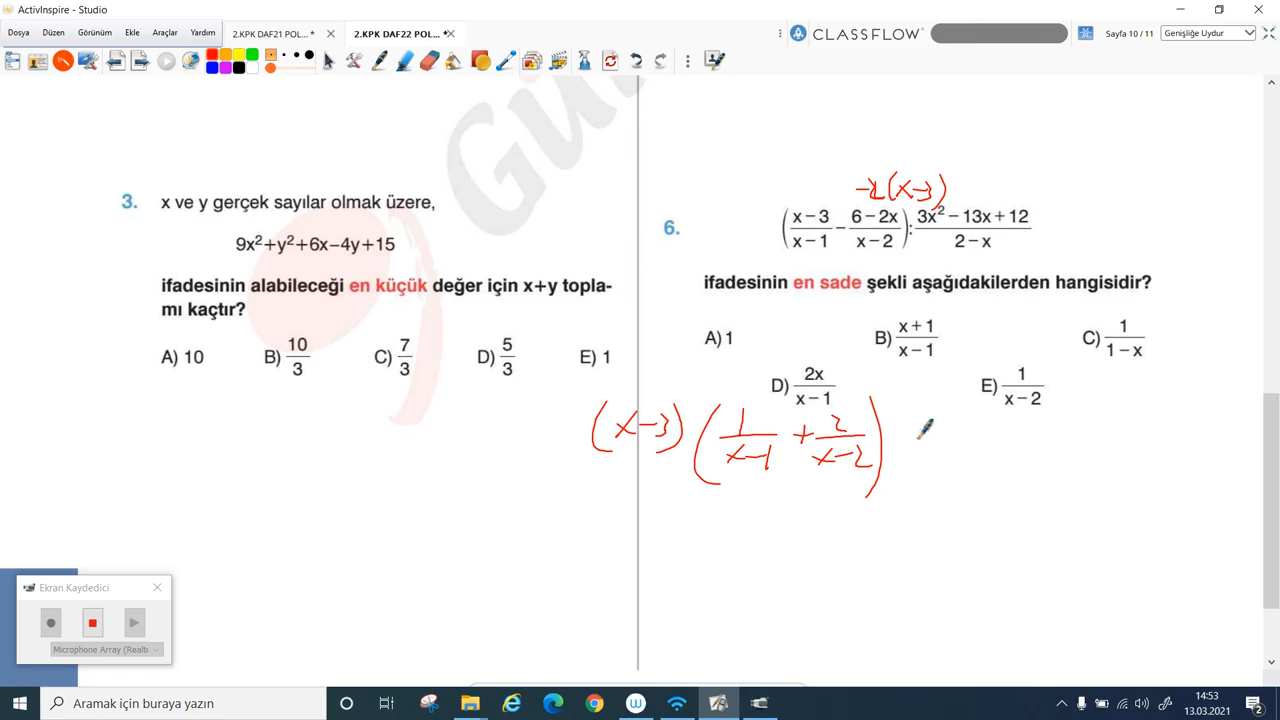 ActivInspire - Studio
Dosya Düzen Görünüm Ekle Araçlar Yardım
2.KPK DAF21 POL... *
2.KPK DAF22 POL... *
CLASSFLOW
Sayfa 10 / 11
Genişliğe Uydur
3. x ve y gerçek sayılar olmak üzere,
9x²+y²+6x−4y+15
ifadesinin alabileceği en küçük değer için x+y topla-
mı kaçtır?
A) 10 B) 10/3 C) 7/3 D) 5/3 E) 1
−2(x−3)
6. ((x−3)/(x−1) − (6−2x)/(x−2)) : (3x²−13x+12)/(2−x)
ifadesinin en sade şekli aşağıdakilerden hangisidir?
A) 1 B) (x+1)/(x−1) C) 1/(1−x)
D) 2x/(x−1) E) 1/(x−2)
(x−3) (1/(x−1) + 2/(x−2))
Ekran Kaydedici
Microphone Array (Realte
Aramak için buraya yazın
14:53
13.03.2021
2